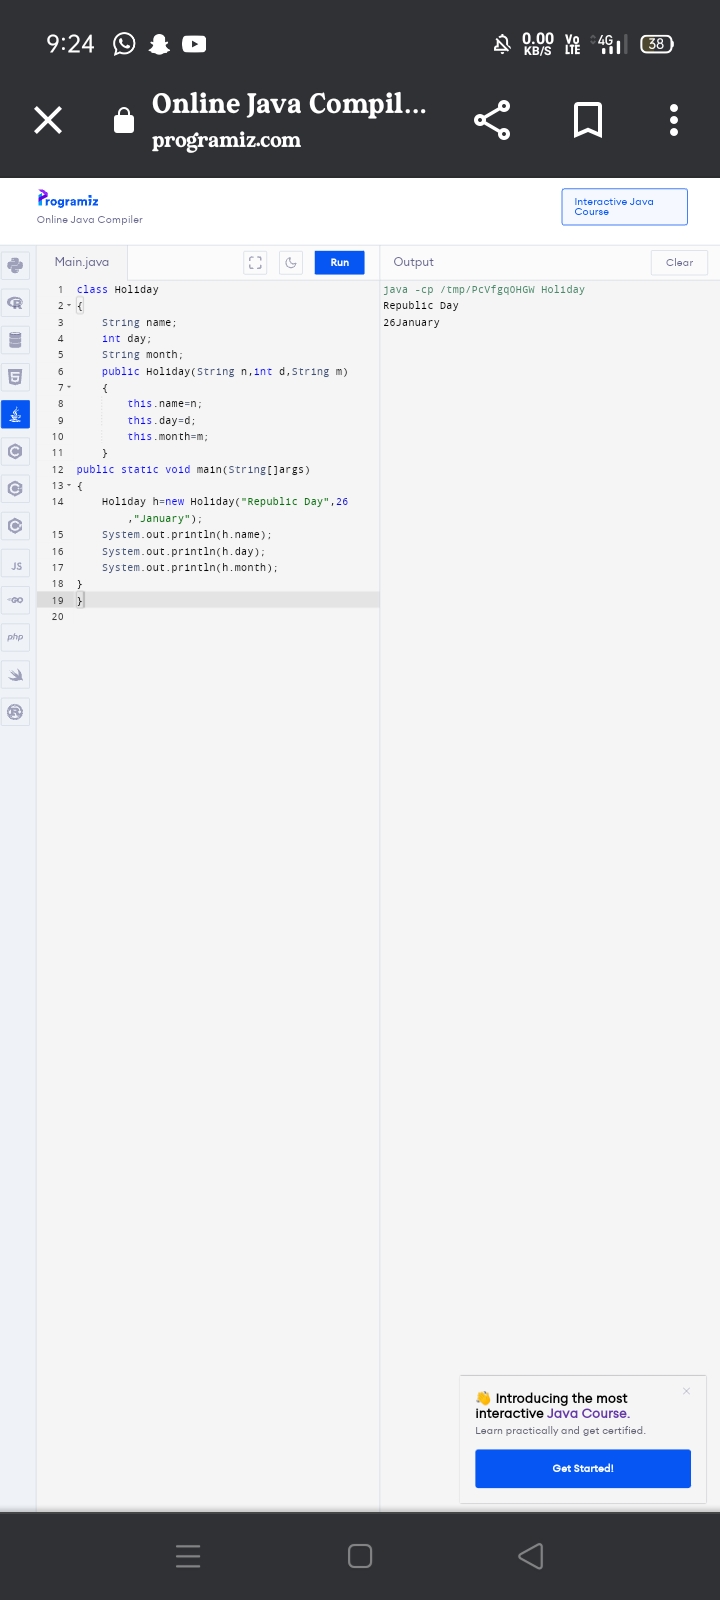 9:24
0.00 KB/S
Vo LTE
4G
38
Online Java Compil...
programiz.com
Programiz
Online Java Compiler
Interactive Java Course
Main.java
Run
Output
Clear
1 class Holiday
2 {
3 String name;
4 int day;
5 String month;
6 public Holiday(String n,int d,String m)
7 {
8 this.name=n;
9 this.day=d;
10 this.month=m;
11 }
12 public static void main(String[]args)
13 {
14 Holiday h=new Holiday("Republic Day",26
,"January");
15 System.out.println(h.name);
16 System.out.println(h.day);
17 System.out.println(h.month);
18 }
19 }
20
java -cp /tmp/PcVfgqOHGW Holiday
Republic Day
26January
JS
GO
php
👋 Introducing the most
interactive Java Course.
Learn practically and get certified.
Get Started!